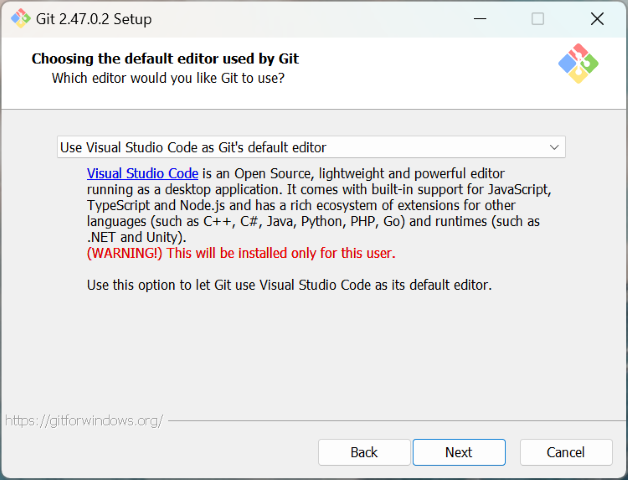 Git 2.47.0.2 Setup
Choosing the default editor used by Git
Which editor would you like Git to use?
Use Visual Studio Code as Git's default editor
Visual Studio Code is an Open Source, lightweight and powerful editor
running as a desktop application. It comes with built-in support for JavaScript,
TypeScript and Node.js and has a rich ecosystem of extensions for other
languages (such as C++, C#, Java, Python, PHP, Go) and runtimes (such as
.NET and Unity).
(WARNING!) This will be installed only for this user.
Use this option to let Git use Visual Studio Code as its default editor.
https://gitforwindows.org/
Back Next Cancel